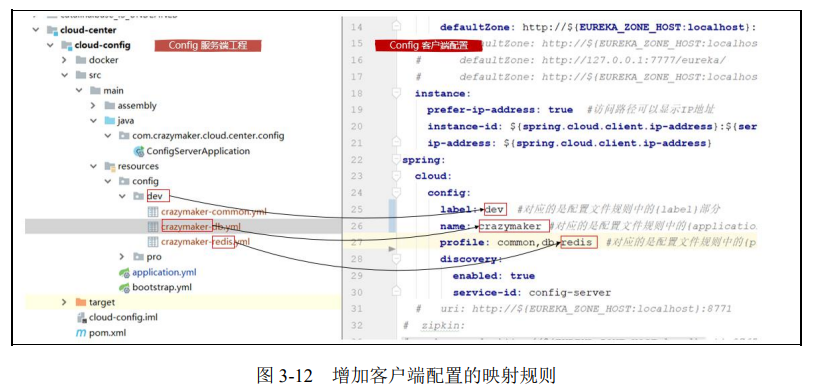 catalinabase_IS_UNDEFINED
cloud-center
cloud-config
Config 服务端工程
docker
src
main
assembly
java
com.crazymaker.cloud.center.config
ConfigServerApplication
resources
config
dev
crazymaker-common.yml
crazymaker-db.yml
crazymaker-redis.yml
pro
application.yml
bootstrap.yml
target
cloud-config.iml
pom.xml
Config 客户端配置
14 defaultZone: http://${EUREKA_ZONE_HOST:localhost}:
15 defaultZone: http://${EUREKA_ZONE_HOST:localhos
16 # defaultZone: http://127.0.0.1:7777/eureka/
17 # defaultZone: http://${EUREKA_ZONE_HOST:localhos
18 instance:
19 prefer-ip-address: true #访问路径可以显示IP地址
20 instance-id: ${spring.cloud.client.ip-address}:${ser
21 ip-address: ${spring.cloud.client.ip-address}
22 spring:
23 cloud:
24 config:
25 label: dev #对应的是配置文件规则中的{label}部分
26 name: crazymaker #对应的是配置文件规则中的{applicatio
27 profile: common,db,redis #对应的是配置文件规则中的{p
28 discovery:
29 enabled: true
30 service-id: config-server
31 # uri: http://${EUREKA_ZONE_HOST:localhost}:8771
32 # zipkin:
图 3-12 增加客户端配置的映射规则